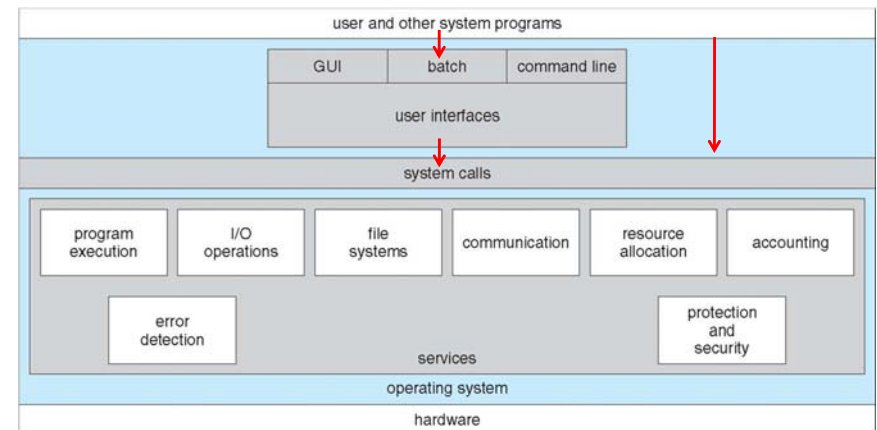 user and other system programs
GUI
batch
command line
user interfaces
system calls
program
execution
I/O
operations
file
systems
communication
resource
allocation
accounting
error
detection
protection
and
security
services
operating system
hardware